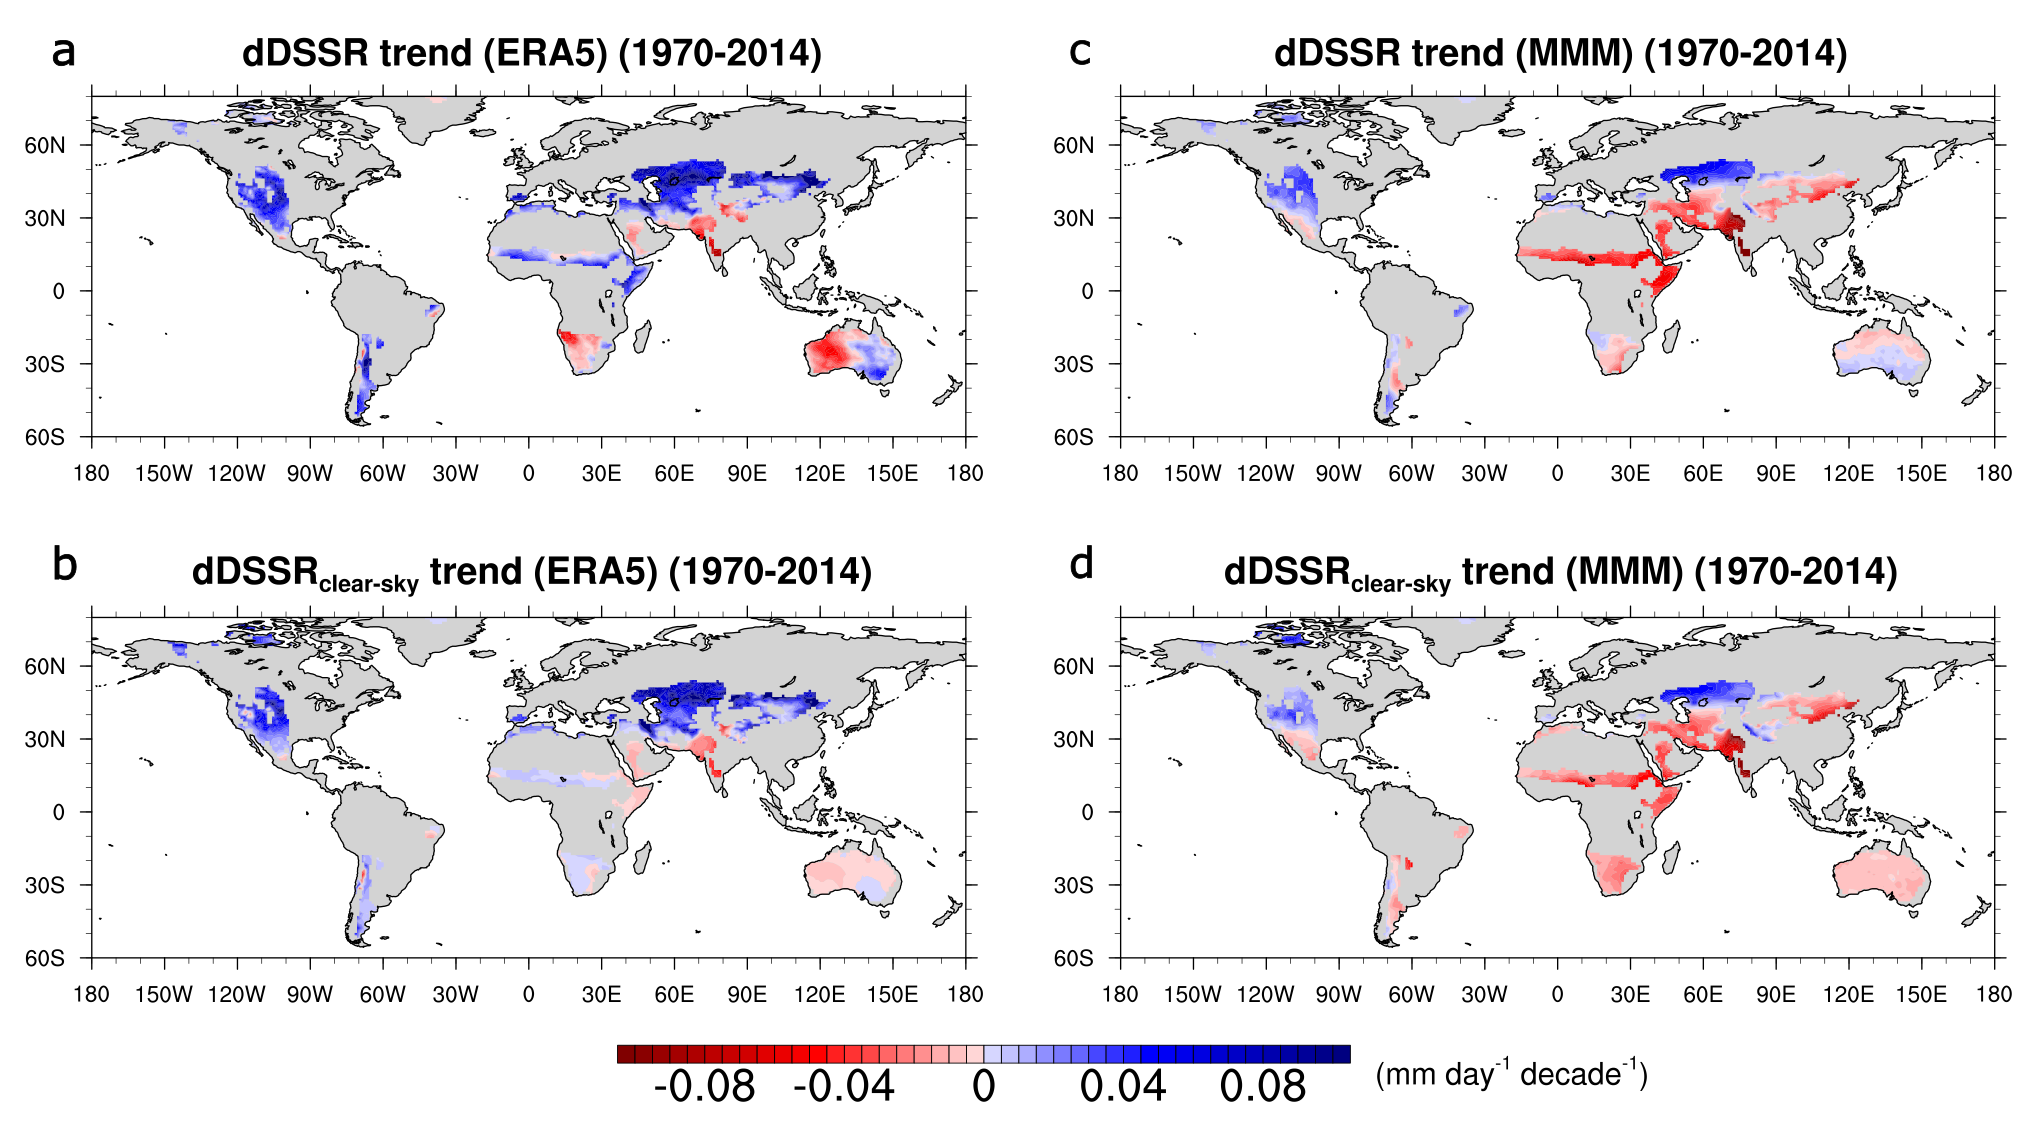 a
dDSSR trend (ERA5) (1970-2014)
60N
30N
0
30S
60S
180 150W 120W 90W 60W 30W 0 30E 60E 90E 120E 150E 180
c
dDSSR trend (MMM) (1970-2014)
60N
30N
0
30S
60S
180 150W 120W 90W 60W 30W 0 30E 60E 90E 120E 150E 180
b
dDSSRclear-sky trend (ERA5) (1970-2014)
60N
30N
0
30S
60S
180 150W 120W 90W 60W 30W 0 30E 60E 90E 120E 150E 180
d
dDSSRclear-sky trend (MMM) (1970-2014)
60N
30N
0
30S
60S
180 150W 120W 90W 60W 30W 0 30E 60E 90E 120E 150E 180
-0.08 -0.04 0 0.04 0.08
(mm day-1 decade-1)